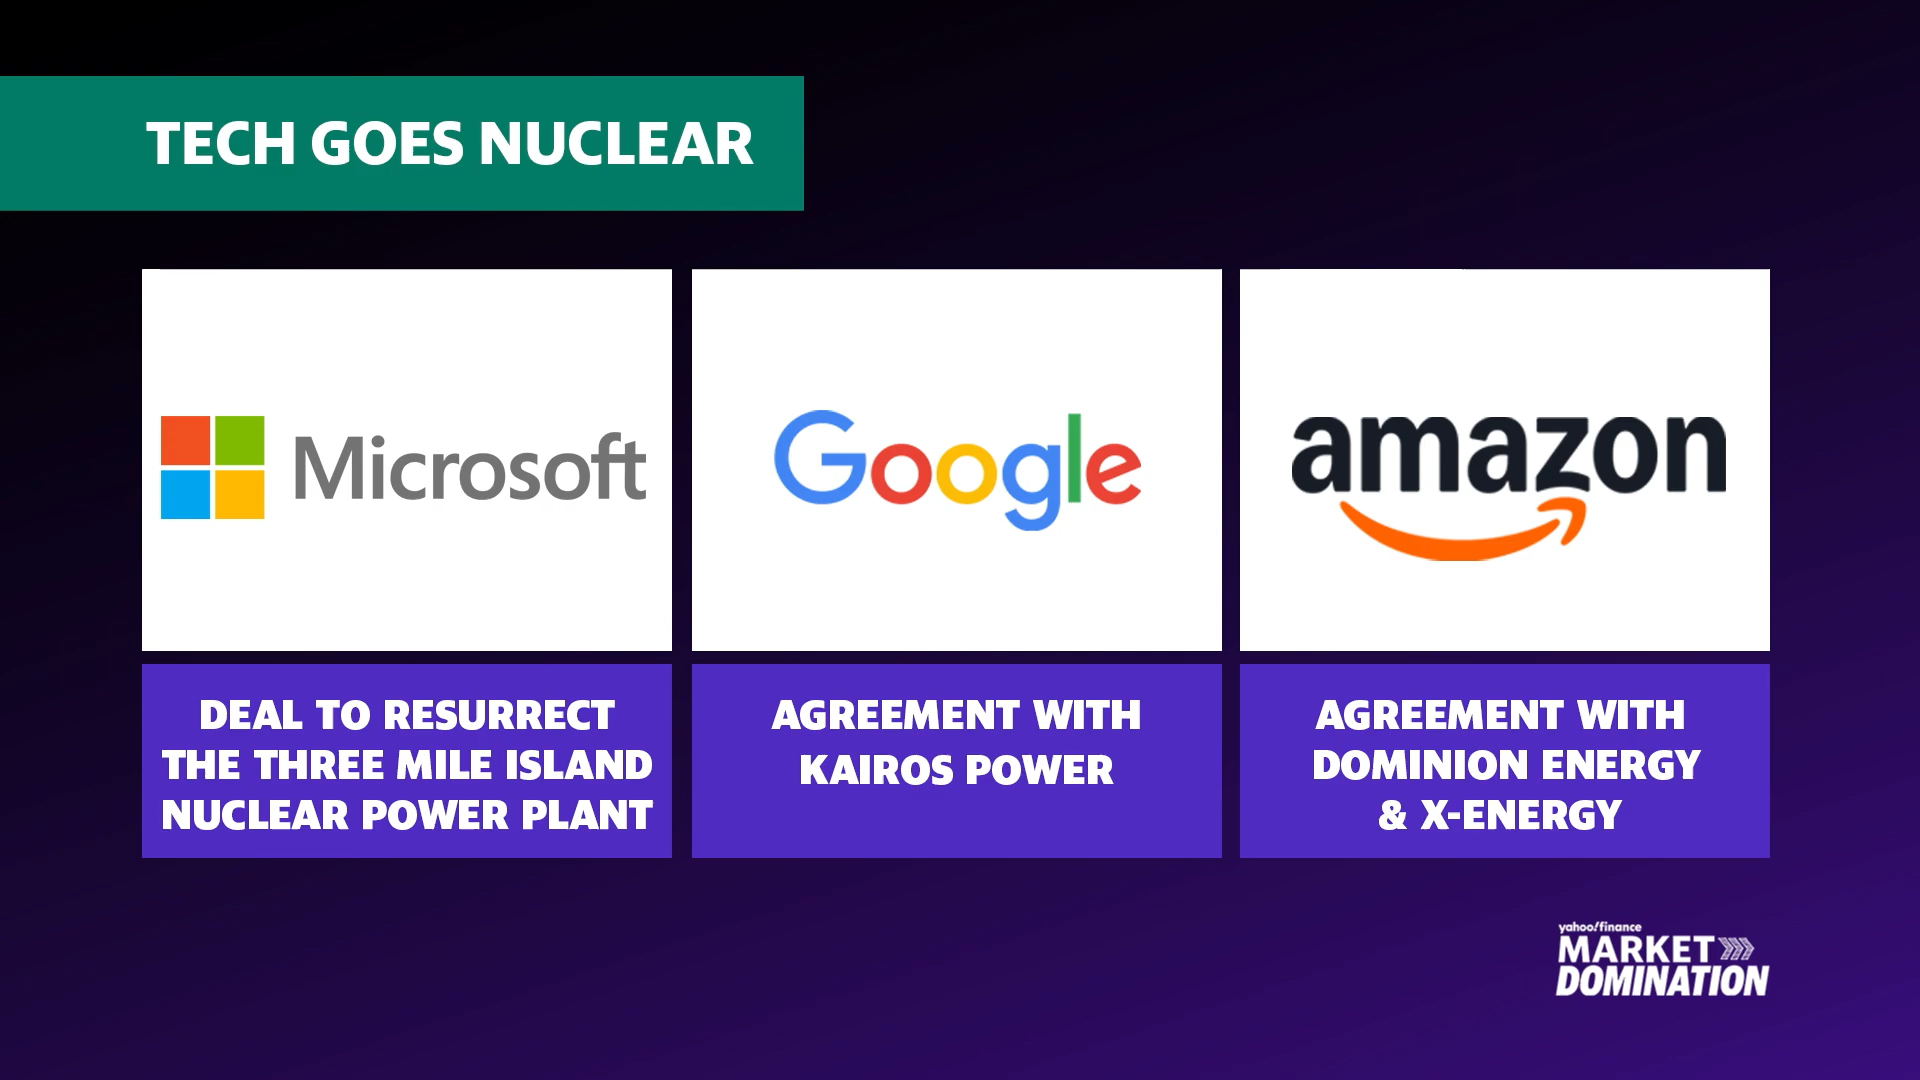 TECH GOES NUCLEAR
Microsoft
Google
amazon
DEAL TO RESURRECT
THE THREE MILE ISLAND
NUCLEAR POWER PLANT
AGREEMENT WITH
KAIROS POWER
AGREEMENT WITH
DOMINION ENERGY
& X-ENERGY
yahoo!finance
MARKET
DOMINATION